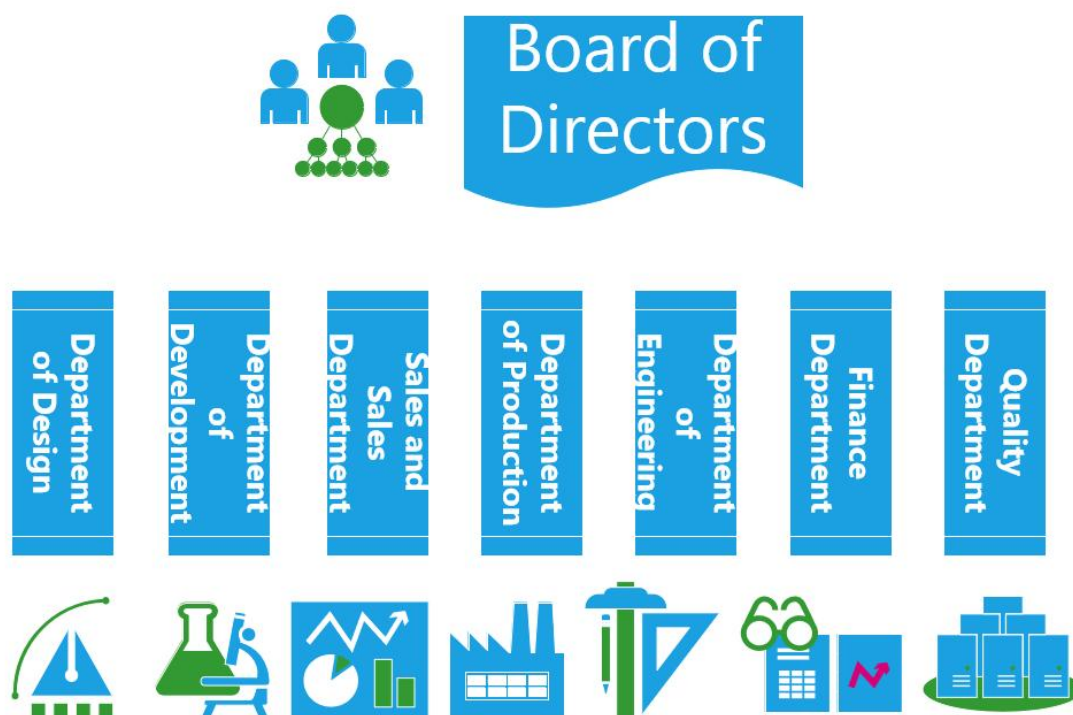 Board of
Directors
Department
of Design
Department
of
Development
Sales and
Sales
Department
Department
of Production
Department
of
Engineering
Finance
Department
Quality
Department